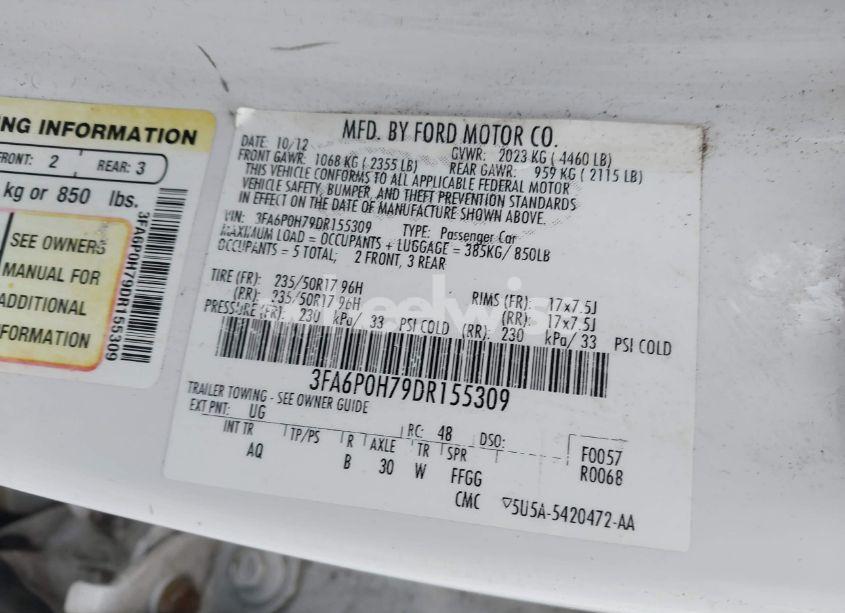 NG INFORMATION
FRONT: 2 REAR: 3
kg or 850 lbs.
SEE OWNERS
MANUAL FOR
ADDITIONAL
FORMATION
3FA6P0H79DR155309
MFD. BY FORD MOTOR CO.
DATE: 10/12 GVWR: 2023 KG ( 4460 LB)
FRONT GAWR: 1068 KG ( 2355 LB) REAR GAWR: 959 KG ( 2115 LB)
THIS VEHICLE CONFORMS TO ALL APPLICABLE FEDERAL MOTOR
VEHICLE SAFETY, BUMPER, AND THEFT PREVENTION STANDARDS
IN EFFECT ON THE DATE OF MANUFACTURE SHOWN ABOVE.
VIN: 3FA6P0H79DR155309 TYPE: Passenger Car
MAXIMUM LOAD = OCCUPANTS + LUGGAGE = 385KG/ 850LB
OCCUPANTS = 5 TOTAL; 2 FRONT, 3 REAR
TIRE (FR): 235/50R17 96H RIMS (FR): 17x7.5J
(RR): 235/50R17 96H (RR): 17x7.5J
PRESSURE (FR): 230 kPa/ 33 PSI COLD (RR): 230 kPa/ 33 PSI COLD
3FA6P0H79DR155309
TRAILER TOWING - SEE OWNER GUIDE
EXT PNT: UG RC: 48 DSO: F0057
INT TR TP/PS R AXLE TR SPR R0068
AQ B 30 W FFGG
CMC 5U5A-5420472-AA